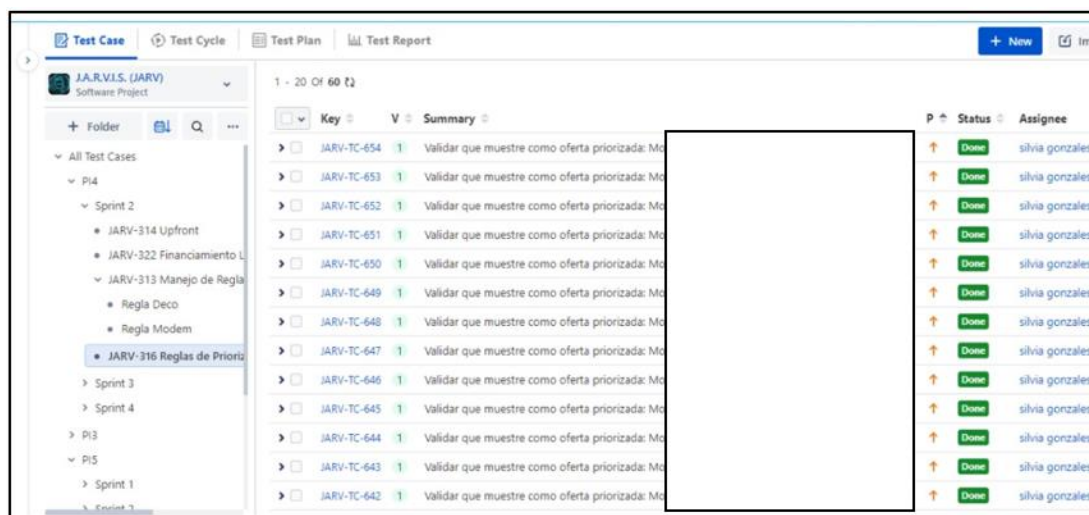 Test Case
Test Cycle
Test Plan
Test Report
+ New
J.A.R.V.I.S. (JARV)
Software Project
1 - 20 Of 60
+ Folder
Key V Summary P Status Assignee
All Test Cases
PI4
Sprint 2
JARV-314 Upfront
JARV-322 Financiamiento L
JARV-313 Manejo de Regla
Regla Deco
Regla Modem
JARV-316 Reglas de Prioriz
Sprint 3
Sprint 4
PI3
PI5
Sprint 1
Sprint 2
JARV-TC-654 1 Validar que muestre como oferta priorizada: Mo Done silvia gonzales
JARV-TC-653 1 Validar que muestre como oferta priorizada: Mo Done silvia gonzales
JARV-TC-652 1 Validar que muestre como oferta priorizada: Mo Done silvia gonzales
JARV-TC-651 1 Validar que muestre como oferta priorizada: Mo Done silvia gonzales
JARV-TC-650 1 Validar que muestre como oferta priorizada: Mo Done silvia gonzales
JARV-TC-649 1 Validar que muestre como oferta priorizada: Mo Done silvia gonzales
JARV-TC-648 1 Validar que muestre como oferta priorizada: Mo Done silvia gonzales
JARV-TC-647 1 Validar que muestre como oferta priorizada: Mo Done silvia gonzales
JARV-TC-646 1 Validar que muestre como oferta priorizada: Mo Done silvia gonzales
JARV-TC-645 1 Validar que muestre como oferta priorizada: Mo Done silvia gonzales
JARV-TC-644 1 Validar que muestre como oferta priorizada: Mo Done silvia gonzales
JARV-TC-643 1 Validar que muestre como oferta priorizada: Mo Done silvia gonzales
JARV-TC-642 1 Validar que muestre como oferta priorizada: Mo Done silvia gonzales